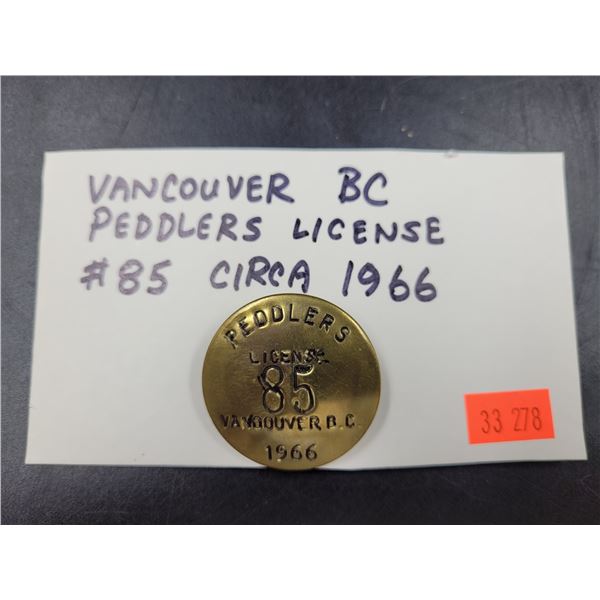 VANCOUVER BC
PEDDLERS LICENSE
#85 CIRCA 1966
PEDDLERS
LICENSE
85
VANCOUVER B.C.
1966
33 278